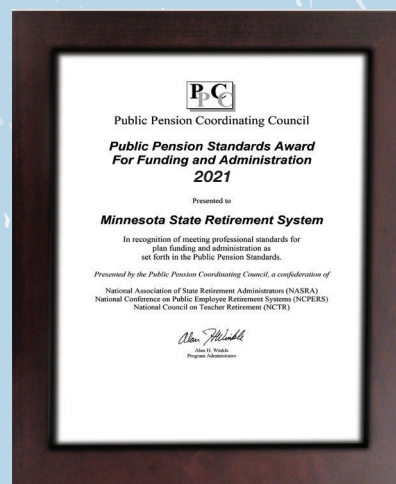 PPCC
Public Pension Coordinating Council
Public Pension Standards Award
For Funding and Administration
2021
Presented to
Minnesota State Retirement System
In recognition of meeting professional standards for
plan funding and administration as
set forth in the Public Pension Standards.
Presented by the Public Pension Coordinating Council, a confederation of
National Association of State Retirement Administrators (NASRA)
National Conference on Public Employee Retirement Systems (NCPERS)
National Council on Teacher Retirement (NCTR)
Alan H. Winkle
Alan H. Winkle
Program Administrator